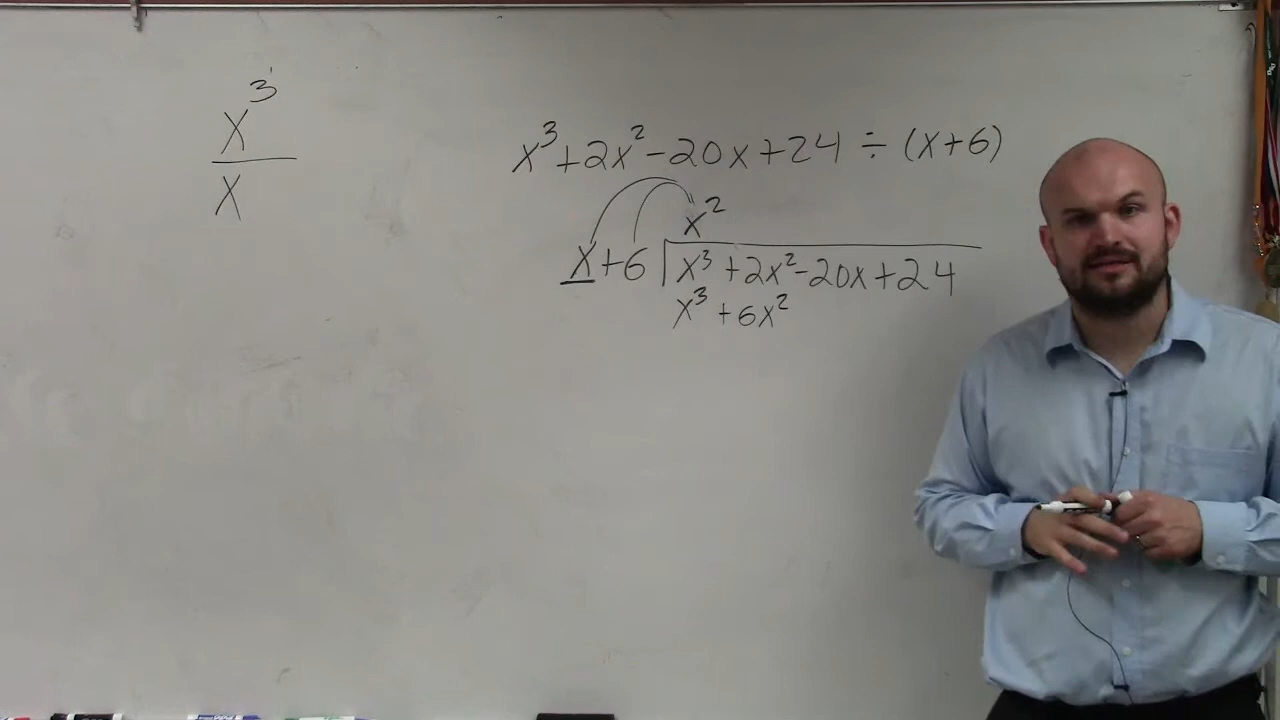 x³
x
x³+2x²-20x+24 ÷ (x+6)
x²
x+6 | x³+2x²-20x+24
x³+6x²